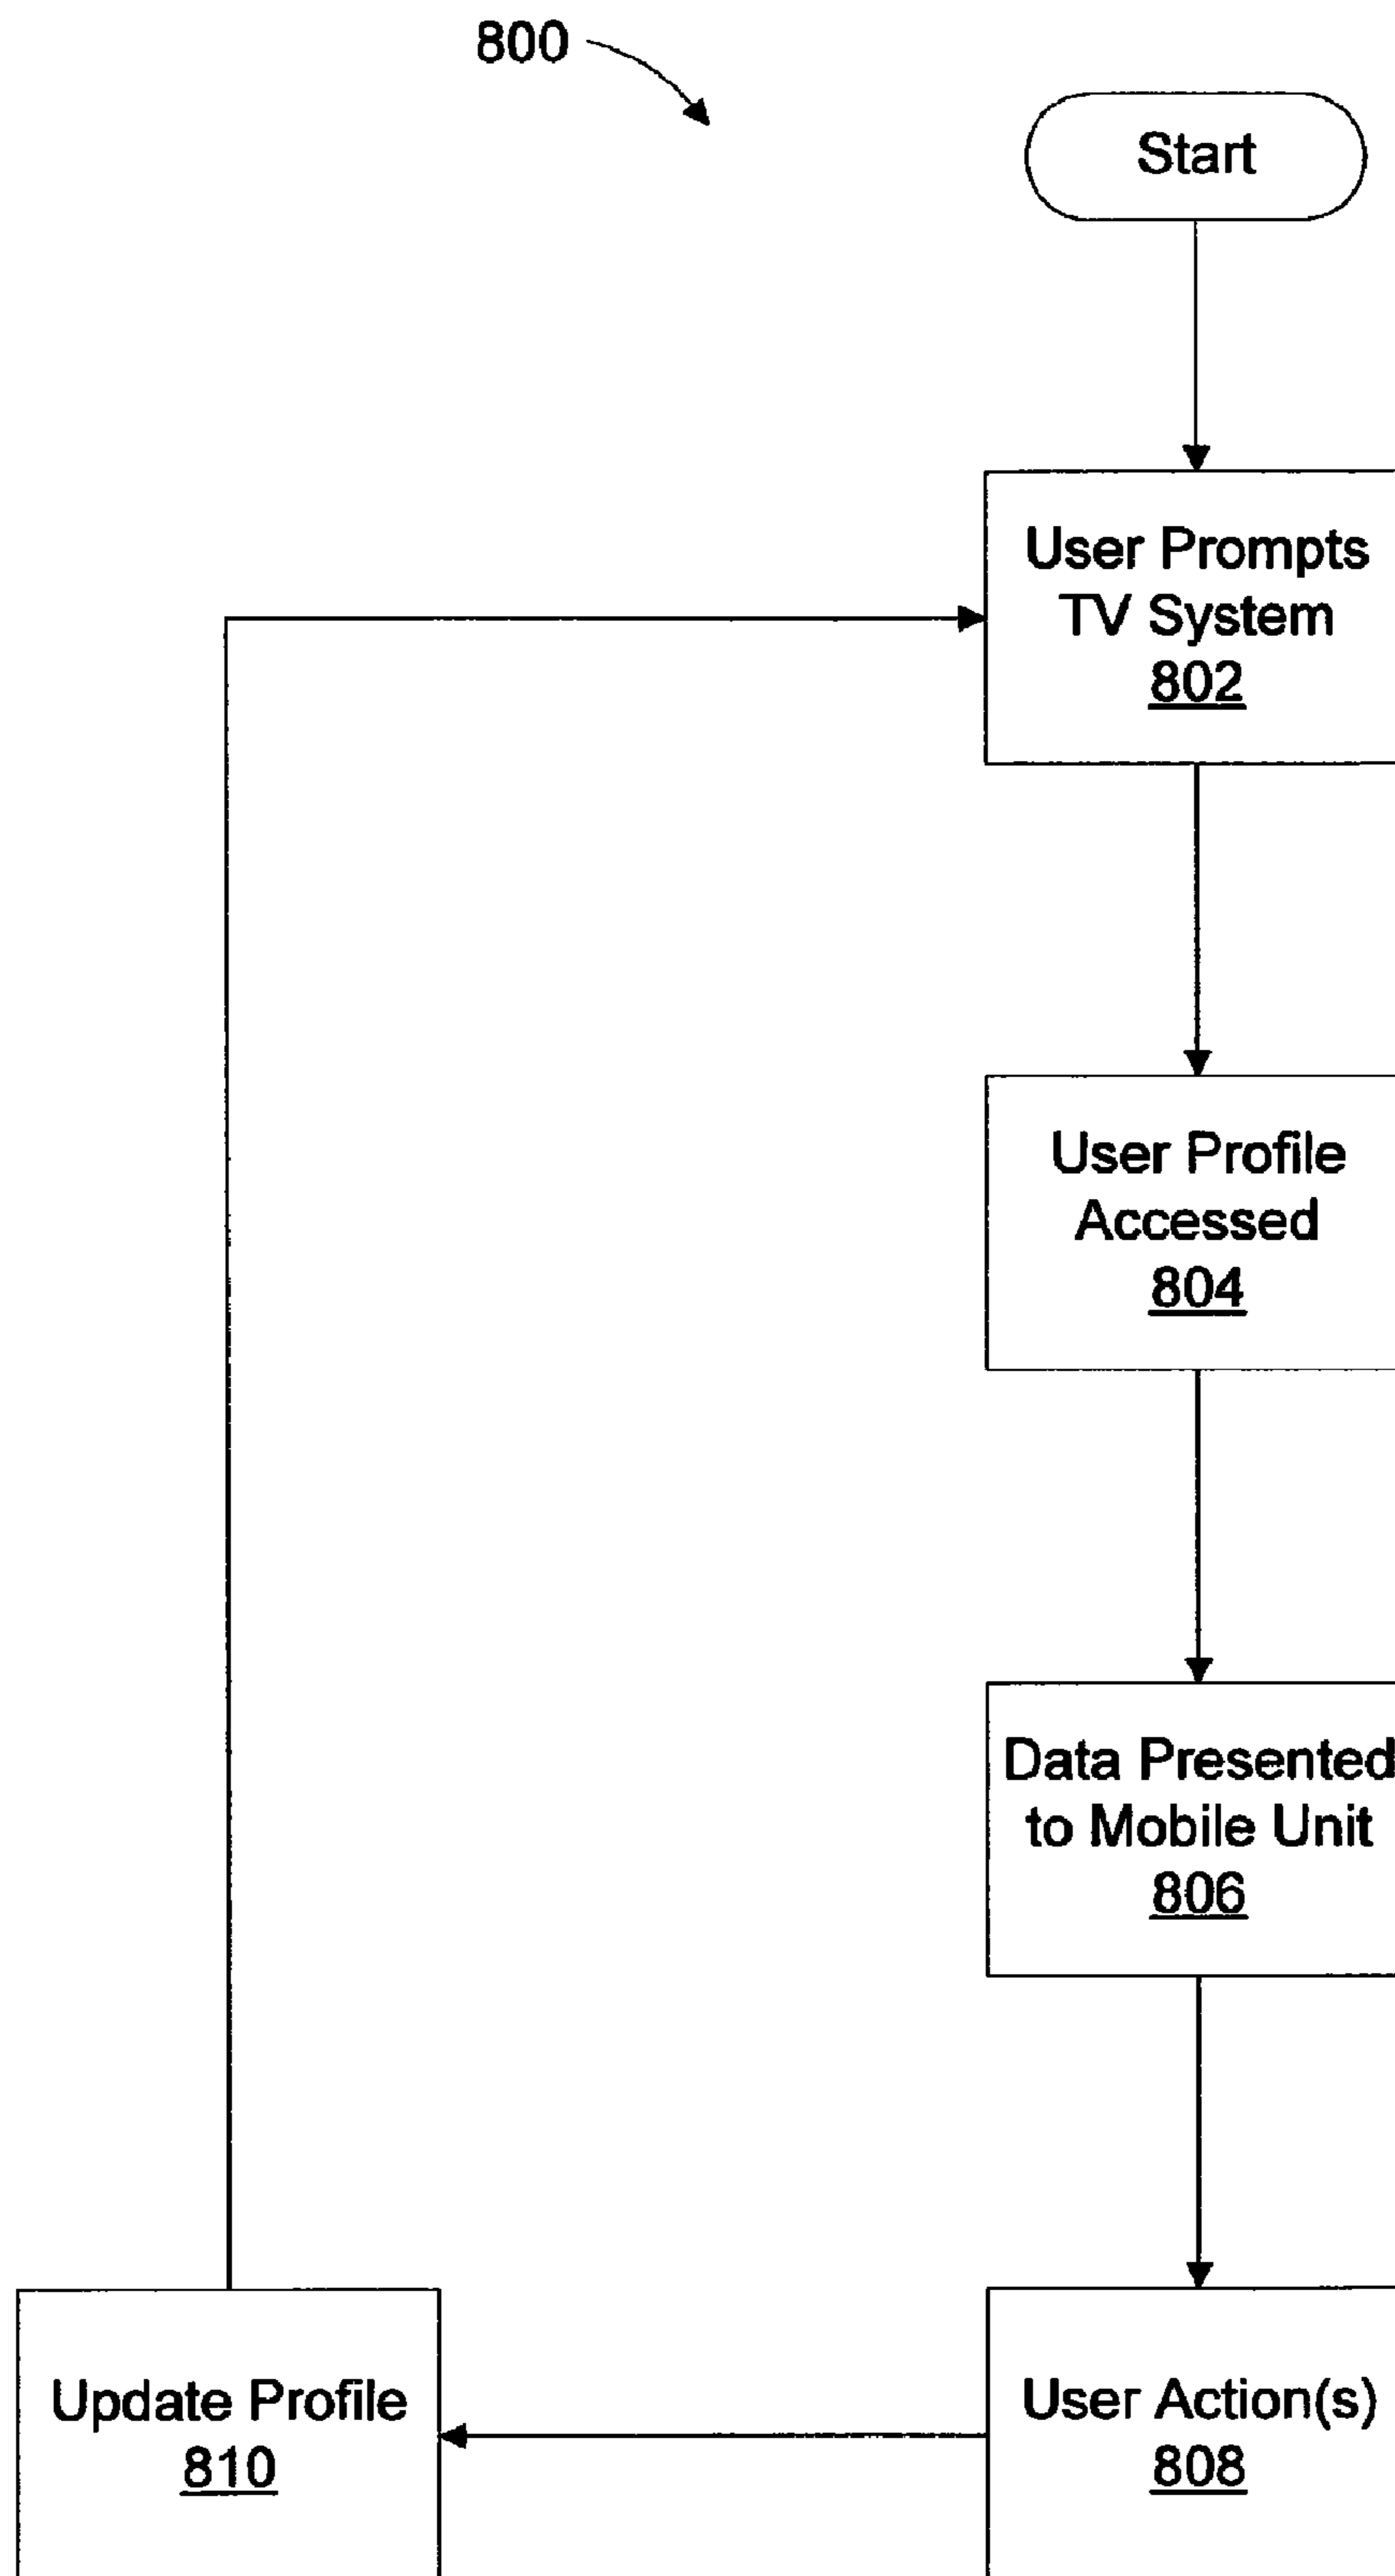 800
Start
User Prompts
TV System
802
User Profile
Accessed
804
Data Presented
to Mobile Unit
806
User Action(s)
808
Update Profile
810